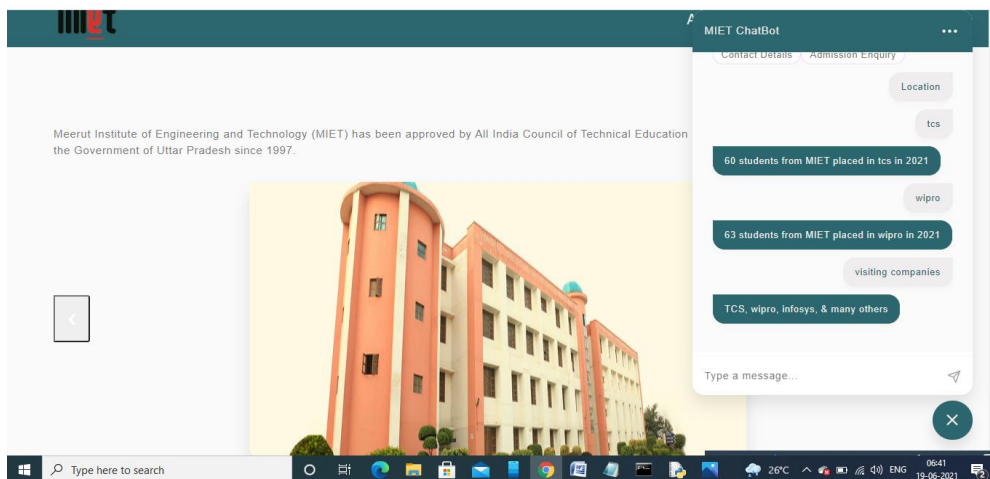 miet
A
MIET ChatBot
Contact Details
Admission Enquiry
Location
Meerut Institute of Engineering and Technology (MIET) has been approved by All India Council of Technical Education
the Government of Uttar Pradesh since 1997.
tcs
60 students from MIET placed in tcs in 2021
wipro
63 students from MIET placed in wipro in 2021
visiting companies
TCS, wipro, infosys, & many others
Type a message...
Type here to search
26°C
ENG
06:41
19-06-2021
2